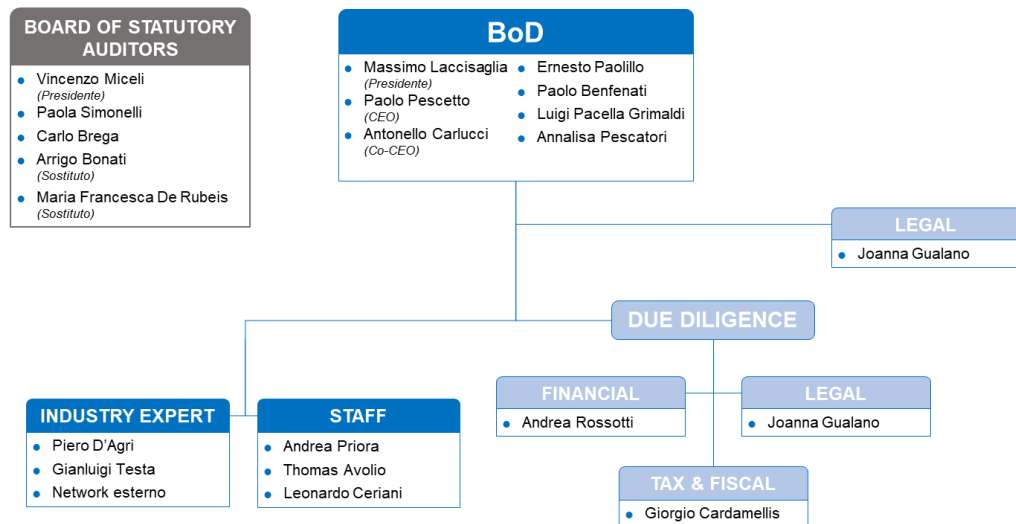 BOARD OF STATUTORY
AUDITORS
Vincenzo Miceli
(Presidente)
Paola Simonelli
Carlo Brega
Arrigo Bonati
(Sostituto)
Maria Francesca De Rubeis
(Sostituto)
BoD
Massimo Laccisaglia
(Presidente)
Paolo Pescetto
(CEO)
Antonello Carlucci
(Co-CEO)
Ernesto Paolillo
Paolo Benfenati
Luigi Pacella Grimaldi
Annalisa Pescatori
LEGAL
Joanna Gualano
DUE DILIGENCE
INDUSTRY EXPERT
Piero D’Agri
Gianluigi Testa
Network esterno
STAFF
Andrea Priora
Thomas Avolio
Leonardo Ceriani
FINANCIAL
Andrea Rossotti
LEGAL
Joanna Gualano
TAX & FISCAL
Giorgio Cardamellis